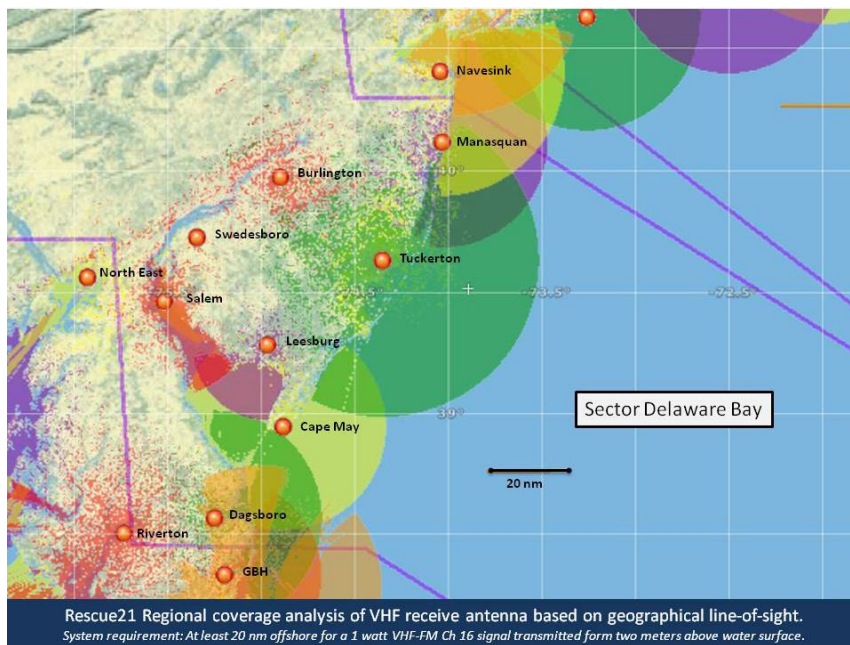 Navesink
Manasquan
40°
Burlington
Swedesboro
Tuckerton
North East
-73.5°
-72.5°
Salem
Leesburg
39°
Sector Delaware Bay
Cape May
20 nm
Dagsboro
Riverton
GBH
Rescue21 Regional coverage analysis of VHF receive antenna based on geographical line-of-sight.
System requirement: At least 20 nm offshore for a 1 watt VHF-FM Ch 16 signal transmitted form two meters above water surface.